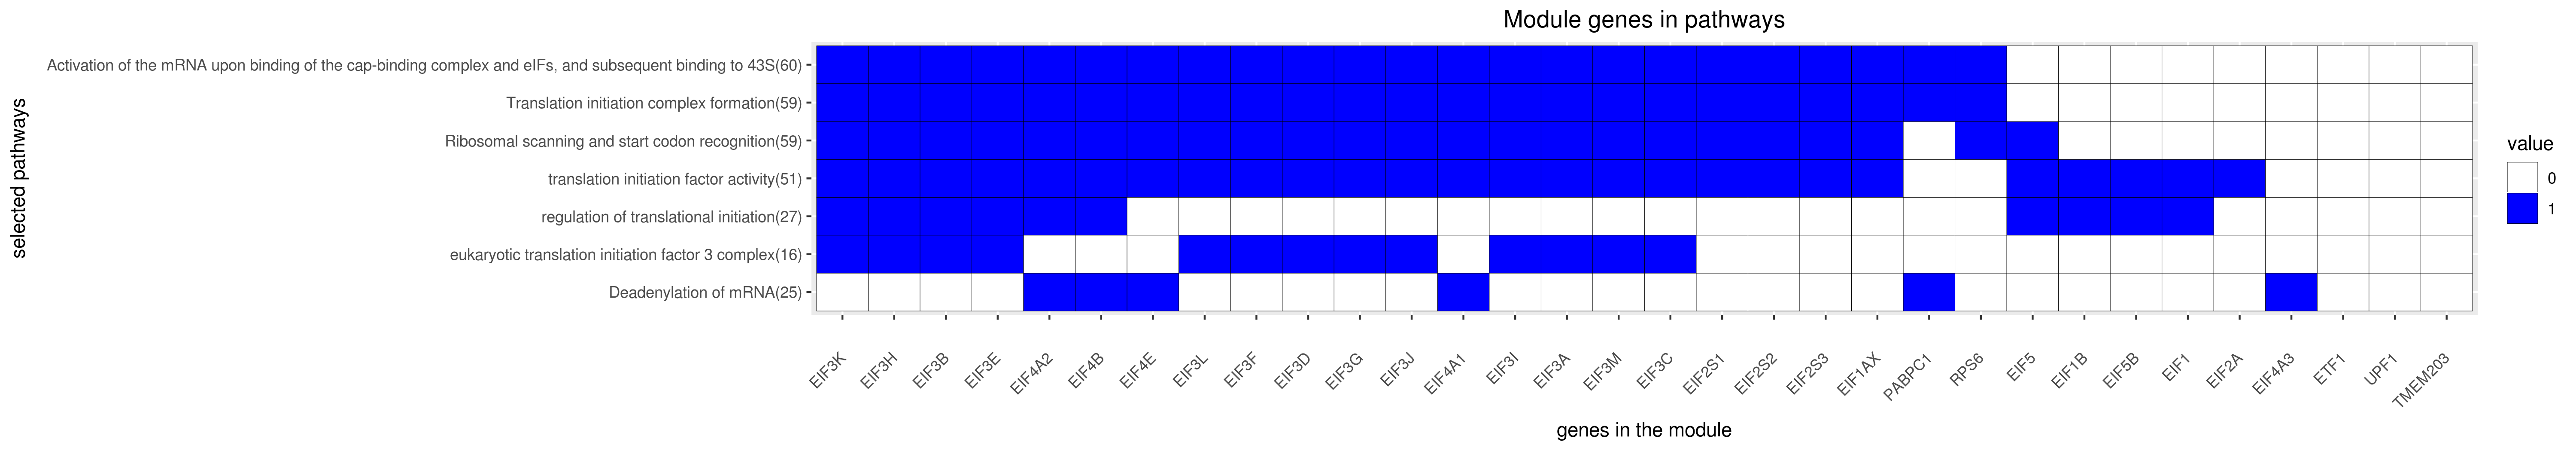 Module genes in pathways
selected pathways
Activation of the mRNA upon binding of the cap-binding complex and eIFs, and subsequent binding to 43S(60)
Translation initiation complex formation(59)
Ribosomal scanning and start codon recognition(59)
translation initiation factor activity(51)
regulation of translational initiation(27)
eukaryotic translation initiation factor 3 complex(16)
Deadenylation of mRNA(25)
value
0
1
EIF3K
EIF3H
EIF3B
EIF3E
EIF4A2
EIF4B
EIF4E
EIF3L
EIF3F
EIF3D
EIF3G
EIF3J
EIF4A1
EIF3I
EIF3A
EIF3M
EIF3C
EIF2S1
EIF2S2
EIF2S3
EIF1AX
PABPC1
RPS6
EIF5
EIF1B
EIF5B
EIF1
EIF2A
EIF4A3
ETF1
UPF1
TMEM203
genes in the module